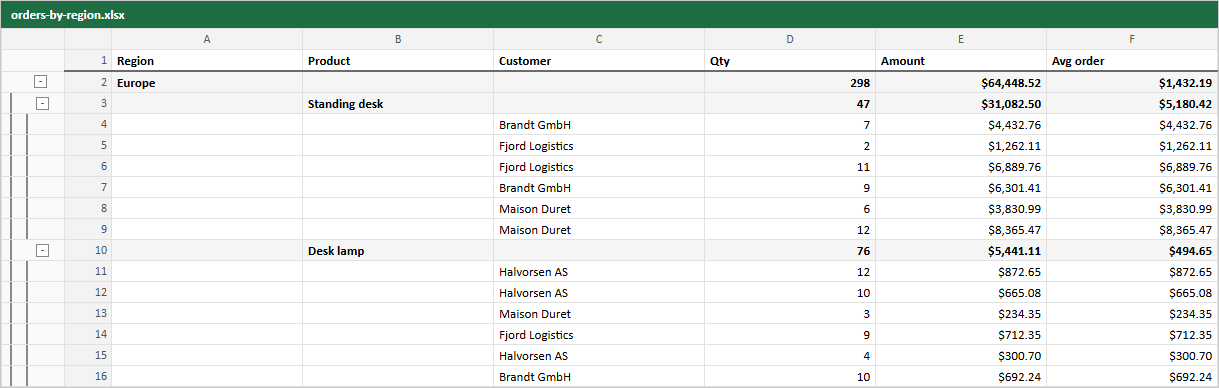 orders-by-region.xlsx
A B C D E F
1 Region Product Customer Qty Amount Avg order
- 2 Europe 298 $64,448.52 $1,432.19
- 3 Standing desk 47 $31,082.50 $5,180.42
4 Brandt GmbH 7 $4,432.76 $4,432.76
5 Fjord Logistics 2 $1,262.11 $1,262.11
6 Fjord Logistics 11 $6,889.76 $6,889.76
7 Brandt GmbH 9 $6,301.41 $6,301.41
8 Maison Duret 6 $3,830.99 $3,830.99
9 Maison Duret 12 $8,365.47 $8,365.47
- 10 Desk lamp 76 $5,441.11 $494.65
11 Halvorsen AS 12 $872.65 $872.65
12 Halvorsen AS 10 $665.08 $665.08
13 Maison Duret 3 $234.35 $234.35
14 Fjord Logistics 9 $712.35 $712.35
15 Halvorsen AS 4 $300.70 $300.70
16 Brandt GmbH 10 $692.24 $692.24